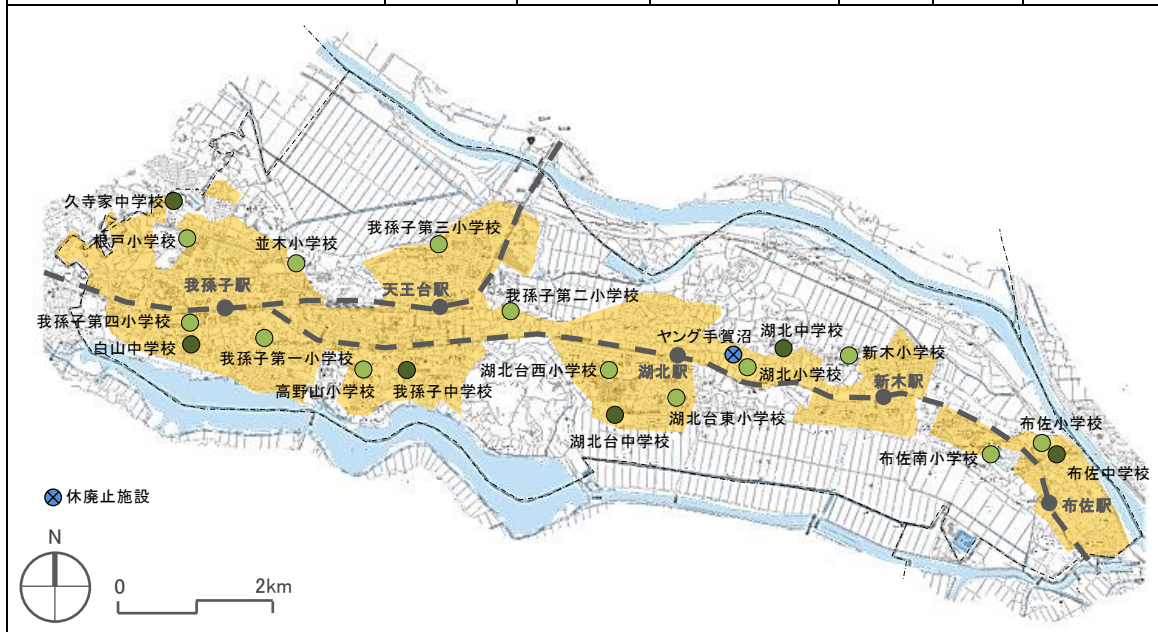 久寺家中学校
根戸小学校
並木小学校
我孫子第三小学校
我孫子駅
天王台駅
我孫子第二小学校
我孫子第四小学校
白山中学校
我孫子第一小学校
高野山小学校
我孫子中学校
湖北台西小学校
湖北駅
ヤング手賀沼
湖北中学校
湖北小学校
新木小学校
新木駅
湖北台東小学校
湖北台中学校
布佐小学校
布佐南小学校
布佐中学校
布佐駅
休廃止施設
N
0
2km